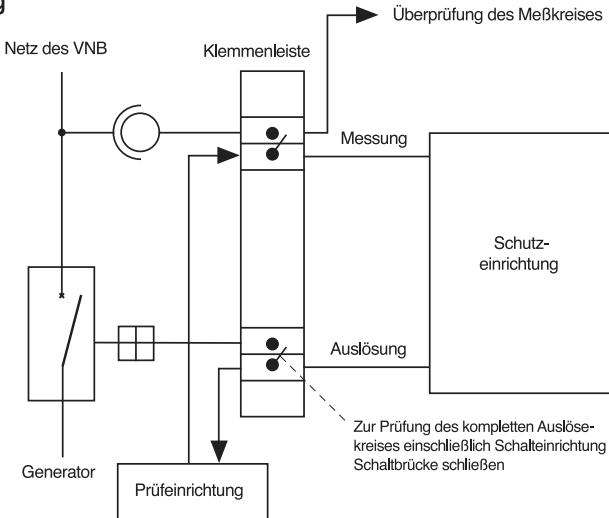 g
Überprüfung des Meßkreises
Netz des VNB
Klemmenleiste
Messung
Schutz-
einrichtung
Auslösung
Zur Prüfung des kompletten Auslöse-
kreises einschließlich Schalteinrichtung
Schaltbrücke schließen
Generator
Prüfeinrichtung